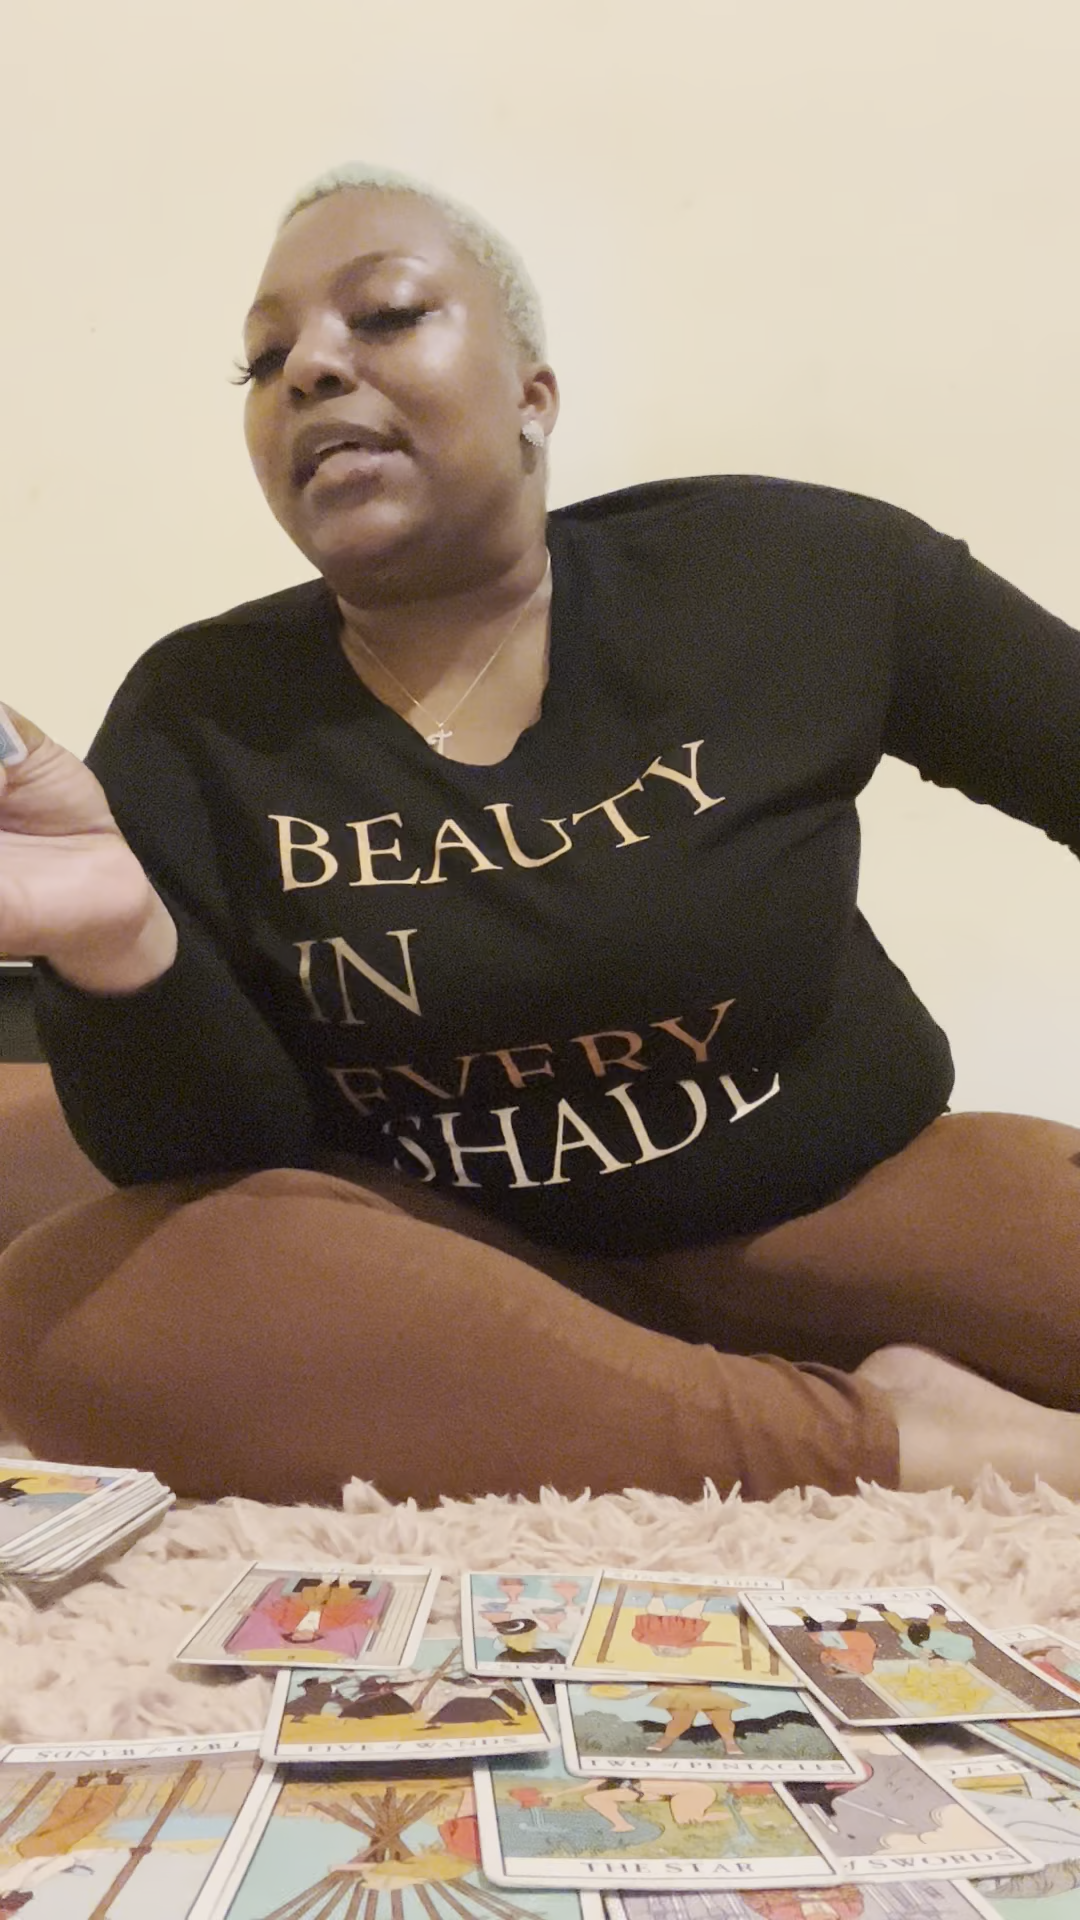 BEAUTY
IN
EVERY
SHADE
FIVE of WANDS
TWO of PENTACLES
TWO of WANDS
THE STAR
of SWORDS